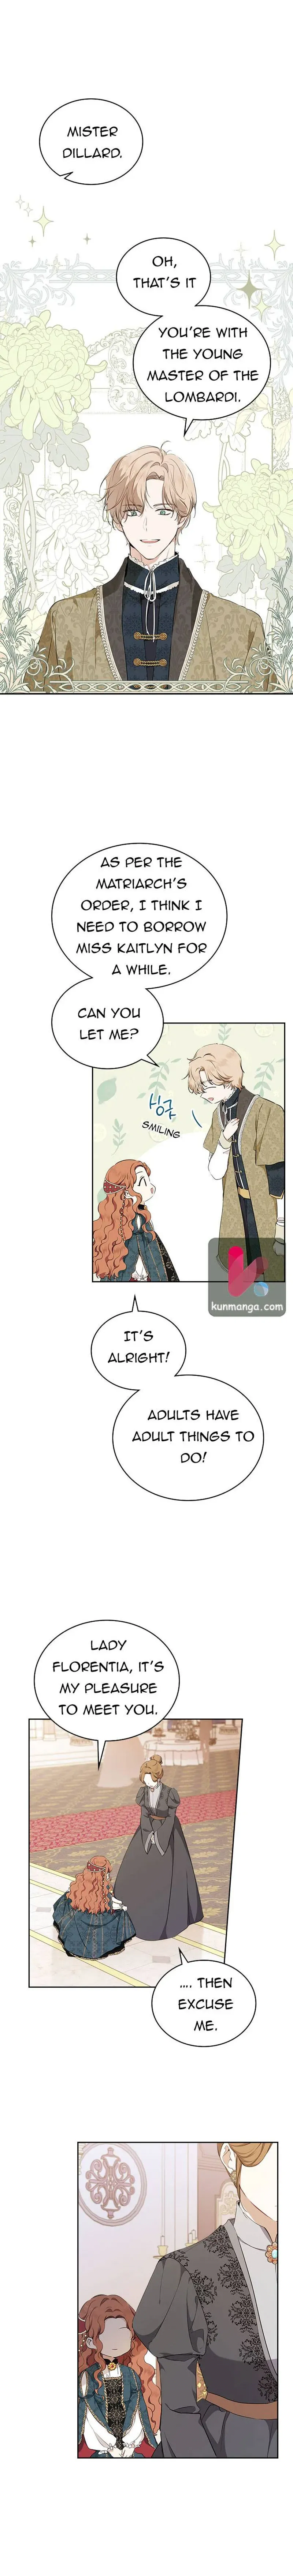 MISTER
DILLARD.
OH,
THAT'S IT
YOU'RE WITH
THE YOUNG
MASTER OF THE
LOMBARDI.
AS PER THE
MATRIARCH'S
ORDER, I THINK I
NEED TO BORROW
MISS KAITLYN FOR
A WHILE.
CAN YOU
LET ME?
싱긋
SMILING
kunmanga.com
IT'S
ALRIGHT!
ADULTS HAVE
ADULT THINGS TO
DO!
LADY
FLORENTIA, IT'S
MY PLEASURE
TO MEET YOU.
.... THEN
EXCUSE
ME.